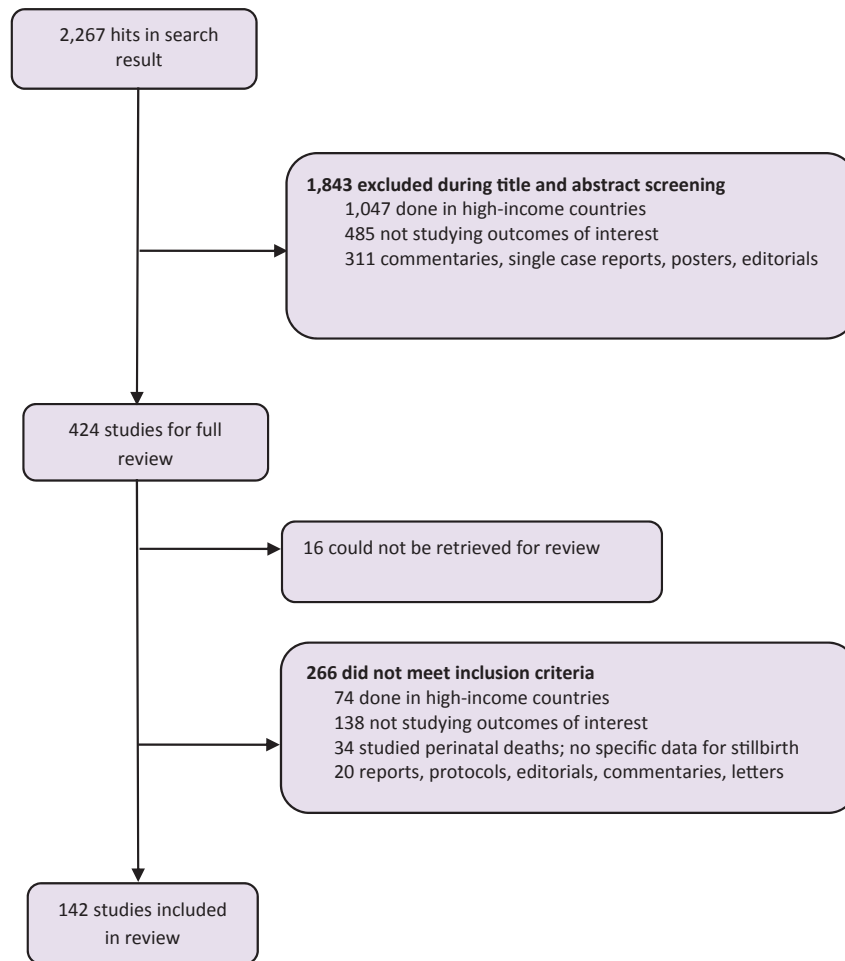 2,267 hits in search
result
1,843 excluded during title and abstract screening
1,047 done in high-income countries
485 not studying outcomes of interest
311 commentaries, single case reports, posters, editorials
424 studies for full
review
16 could not be retrieved for review
266 did not meet inclusion criteria
74 done in high-income countries
138 not studying outcomes of interest
34 studied perinatal deaths; no specific data for stillbirth
20 reports, protocols, editorials, commentaries, letters
142 studies included
in review